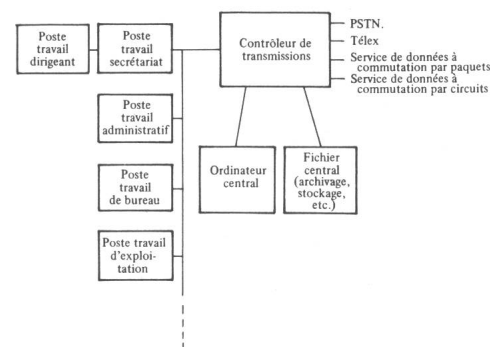 Poste
travail
dirigeant
Poste
travail
secrétariat
Contrôleur de
transmissions
PSTN.
Télex
Service de données à
commutation par paquets
Service de données à
commutation par circuits
Poste
travail
administratif
Poste
travail
de bureau
Poste travail
d'exploi-
tation
Ordinateur
central
Fichier
central
(archivage,
stockage,
etc.)